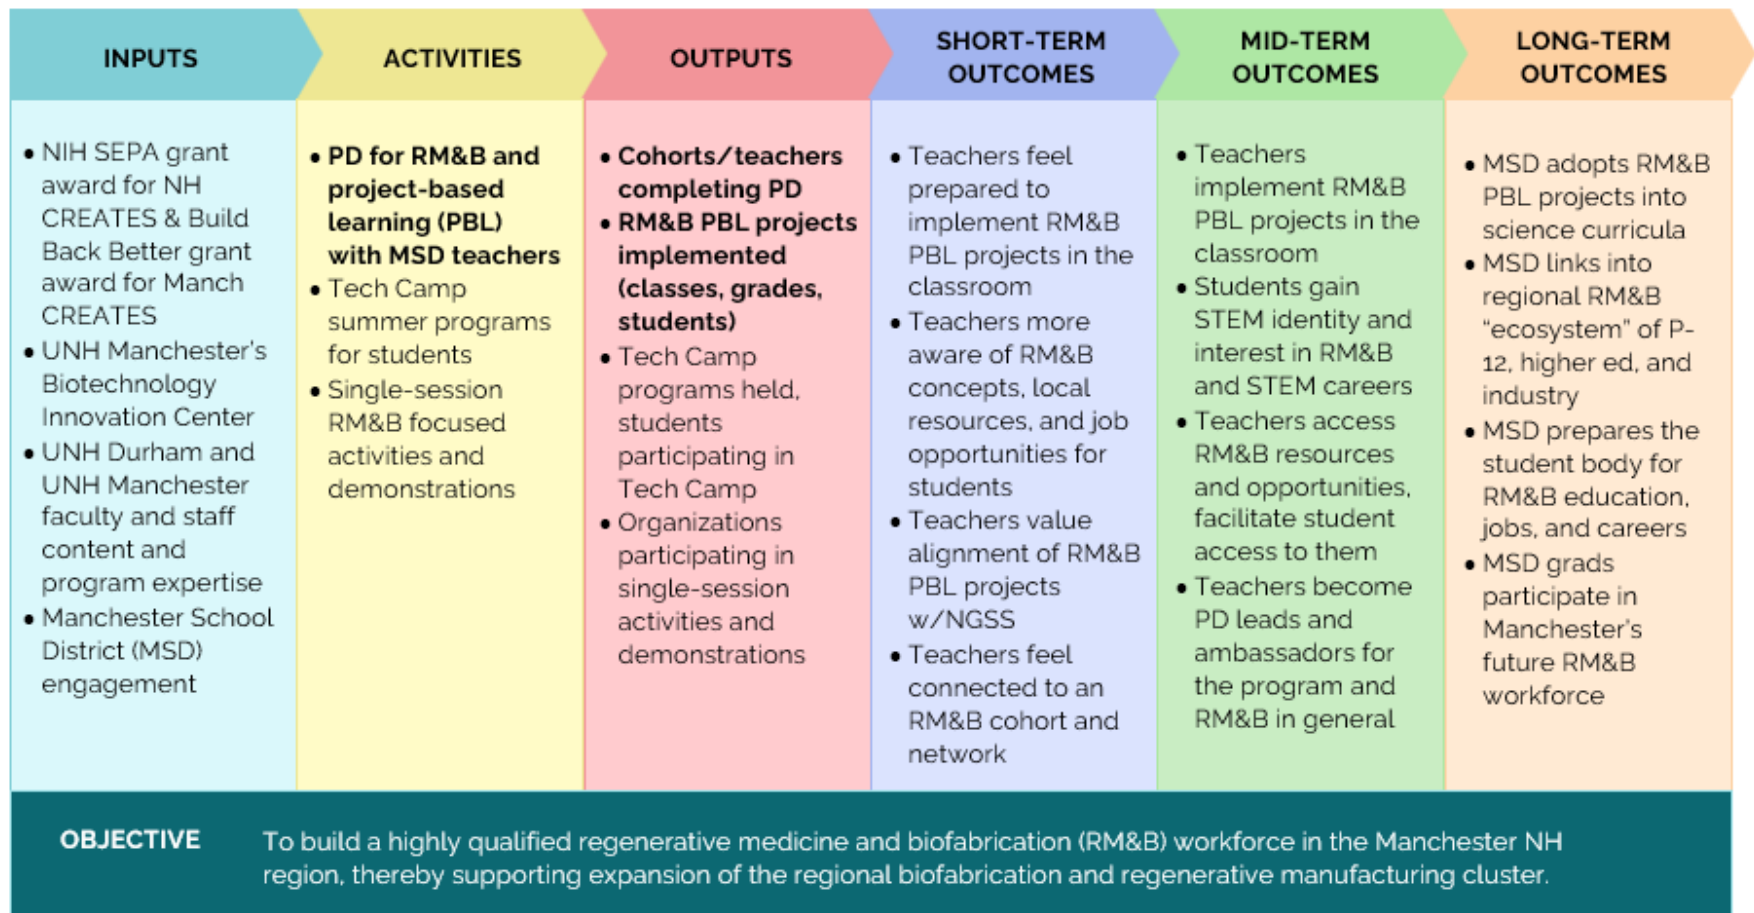 INPUTS
• NIH SEPA grant
award for NH
CREATES & Build
Back Better grant
award for Manch
CREATES
• UNH Manchester's
Biotechnology
Innovation Center
• UNH Durham and
UNH Manchester
faculty and staff
content and
program expertise
• Manchester School
District (MSD)
engagement
ACTIVITIES
• PD for RM&B and
project-based
learning (PBL)
with MSD teachers
• Tech Camp
summer programs
for students
• Single-session
RM&B focused
activities and
demonstrations
OUTPUTS
• Cohorts/teachers
completing PD
• RM&B PBL projects
implemented
(classes, grades,
students)
• Tech Camp
programs held,
students
participating in
Tech Camp
• Organizations
participating in
single-session
activities and
demonstrations
SHORT-TERM
OUTCOMES
• Teachers feel
prepared to
implement RM&B
PBL projects in the
classroom
• Teachers more
aware of RM&B
concepts, local
resources, and job
opportunities for
students
• Teachers value
alignment of RM&B
PBL projects
w/NGSS
• Teachers feel
connected to an
RM&B cohort and
network
MID-TERM
OUTCOMES
• Teachers
implement RM&B
PBL projects in the
classroom
• Students gain
STEM identity and
interest in RM&B
and STEM careers
• Teachers access
RM&B resources
and opportunities,
facilitate student
access to them
• Teachers become
PD leads and
ambassadors for
the program and
RM&B in general
LONG-TERM
OUTCOMES
• MSD adopts RM&B
PBL projects into
science curricula
• MSD links into
regional RM&B
“ecosystem” of P-
12, higher ed, and
industry
• MSD prepares the
student body for
RM&B education,
jobs, and careers
• MSD grads
participate in
Manchester's
future RM&B
workforce
OBJECTIVE
To build a highly qualified regenerative medicine and biofabrication (RM&B) workforce in the Manchester NH
region, thereby supporting expansion of the regional biofabrication and regenerative manufacturing cluster.